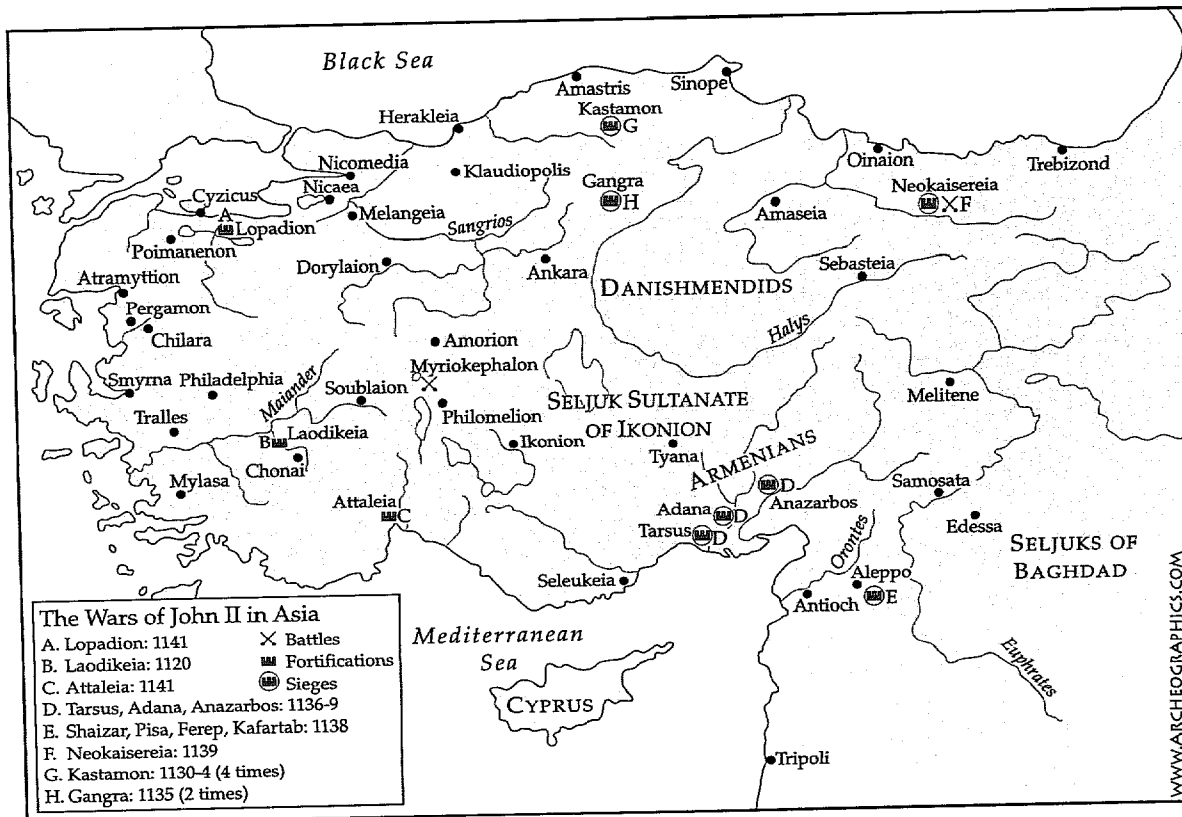 Black Sea
Amastris
Sinope
Kastamon
G
Herakleia
Oinaion
Trebizond
Nicomedia
Klaudiopolis
Gangra
H
Neokaisereia
F
Cyzicus
A
Nicaea
Melangeia
Amaseia
Lopadion
Sangrios
Poimanenon
Dorylaion
Ankara
Sebasteia
Atramyttion
DANISHMENDIDS
Pergamon
Halys
Chilara
Amorion
Myriokephalon
Smyrna
Philadelphia
Maiander
Soublaion
Philomelion
SELJUK SULTANATE
OF IKONION
Melitene
Tralles
B
Laodikeia
Ikonion
Tyana
ARMENIANS
Chonai
Mylasa
D
Anazarbos
Samosata
Attaleia
C
Adana
D
Tarsus
D
Orontes
Edessa
SELJUKS OF
BAGHDAD
Seleukeia
Aleppo
E
Antioch
Mediterranean
Sea
Euphrates
CYPRUS
Tripoli
The Wars of John II in Asia
A. Lopadion: 1141
Battles
B. Laodikeia: 1120
Fortifications
C. Attaleia: 1141
Sieges
D. Tarsus, Adana, Anazarbos: 1136-9
E. Shaizar, Pisa, Ferep, Kafartab: 1138
F. Neokaisereia: 1139
G. Kastamon: 1130-4 (4 times)
H. Gangra: 1135 (2 times)
WWW.ARCHEOGRAPHICS.COM